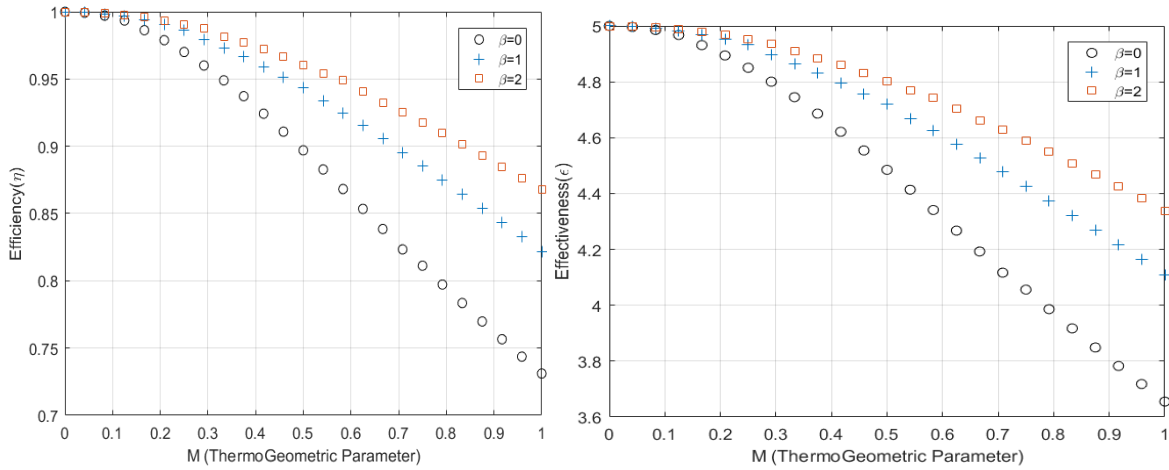 1
0.95
0.9
0.85
0.8
0.75
0.7
Efficiency(η)
β=0
β=1
β=2
0 0.1 0.2 0.3 0.4 0.5 0.6 0.7 0.8 0.9 1
M (ThermoGeometric Parameter)
5
4.8
4.6
4.4
4.2
4
3.8
3.6
Effectiveness(ϵ)
β=0
β=1
β=2
0 0.1 0.2 0.3 0.4 0.5 0.6 0.7 0.8 0.9 1
M (ThermoGeometric Parameter)